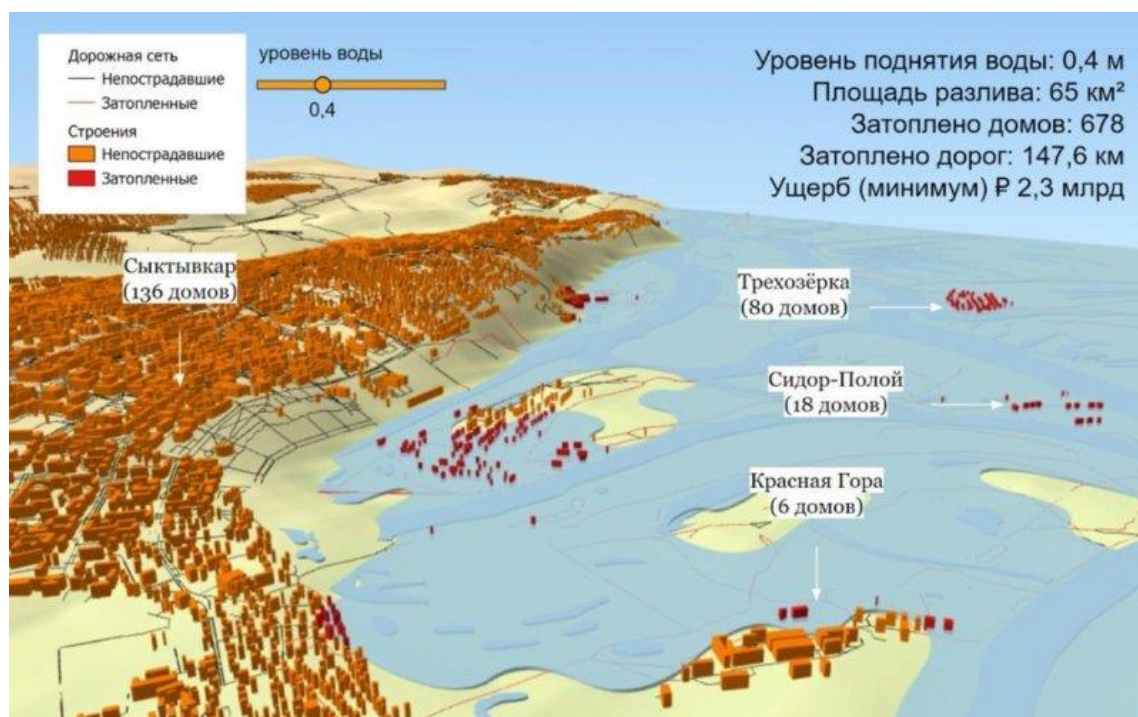 Дорожная сеть
Непострадавшие
Затопленные
Строения
Непострадавшие
Затопленные
уровень воды
0,4
Уровень поднятия воды: 0,4 м
Площадь разлива: 65 км²
Затоплено домов: 678
Затоплено дорог: 147,6 км
Ущерб (минимум) ₽ 2,3 млрд
Сыктывкар
(136 домов)
Трехозёрка
(80 домов)
Сидор-Полой
(18 домов)
Красная Гора
(6 домов)